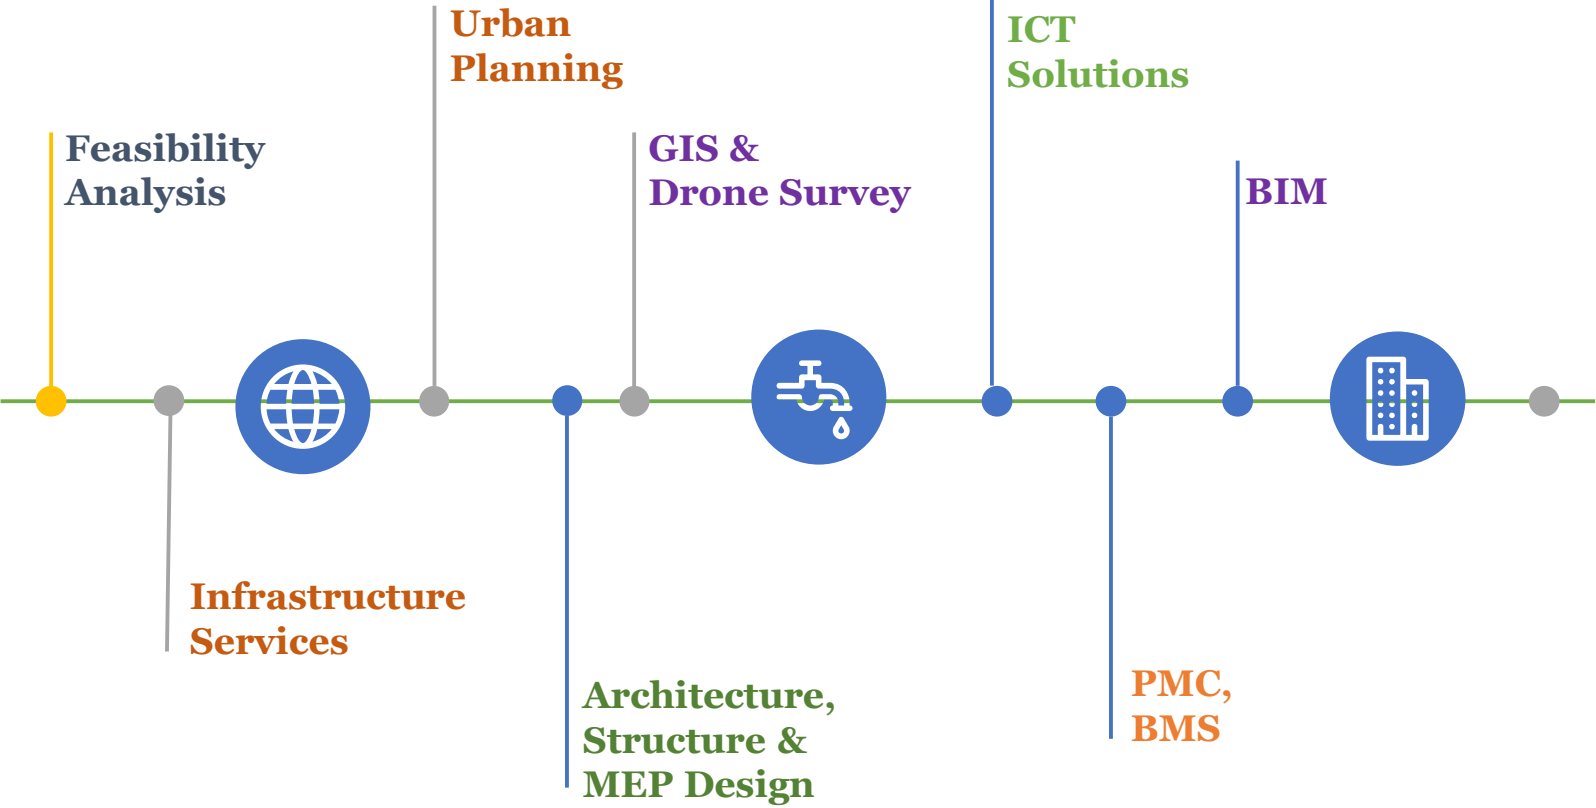 Feasibility
Analysis
Infrastructure
Services
Urban
Planning
Architecture,
Structure &
MEP Design
GIS &
Drone Survey
ICT
Solutions
PMC,
BMS
BIM